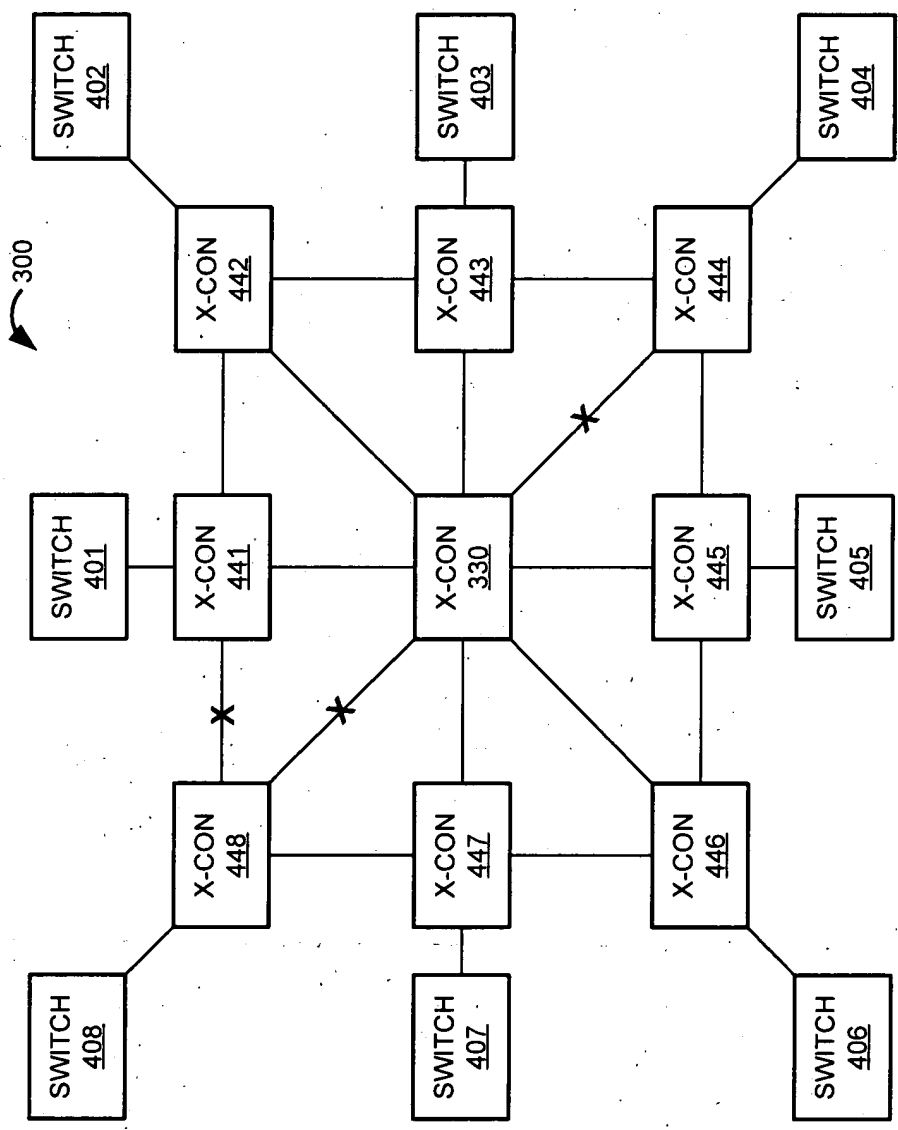 300
SWITCH
402
SWITCH
403
SWITCH
404
X-CON
442
X-CON
443
X-CON
444
SWITCH
401
X-CON
441
X-CON
330
X-CON
445
SWITCH
405
X-CON
448
X-CON
447
X-CON
446
SWITCH
408
SWITCH
407
SWITCH
406